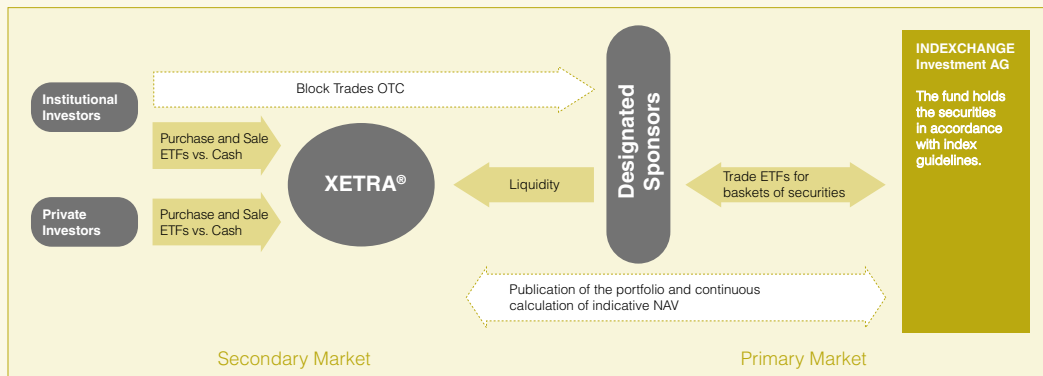 Institutional
Investors
Block Trades OTC
Purchase and Sale
ETFs vs. Cash
Private
Investors
Purchase and Sale
ETFs vs. Cash
XETRA®
Liquidity
Designated
Sponsors
Trade ETFs for
baskets of securities
Publication of the portfolio and continuous
calculation of indicative NAV
INDEXCHANGE
Investment AG
The fund holds
the securities
in accordance
with index
guidelines.
Secondary Market
Primary Market